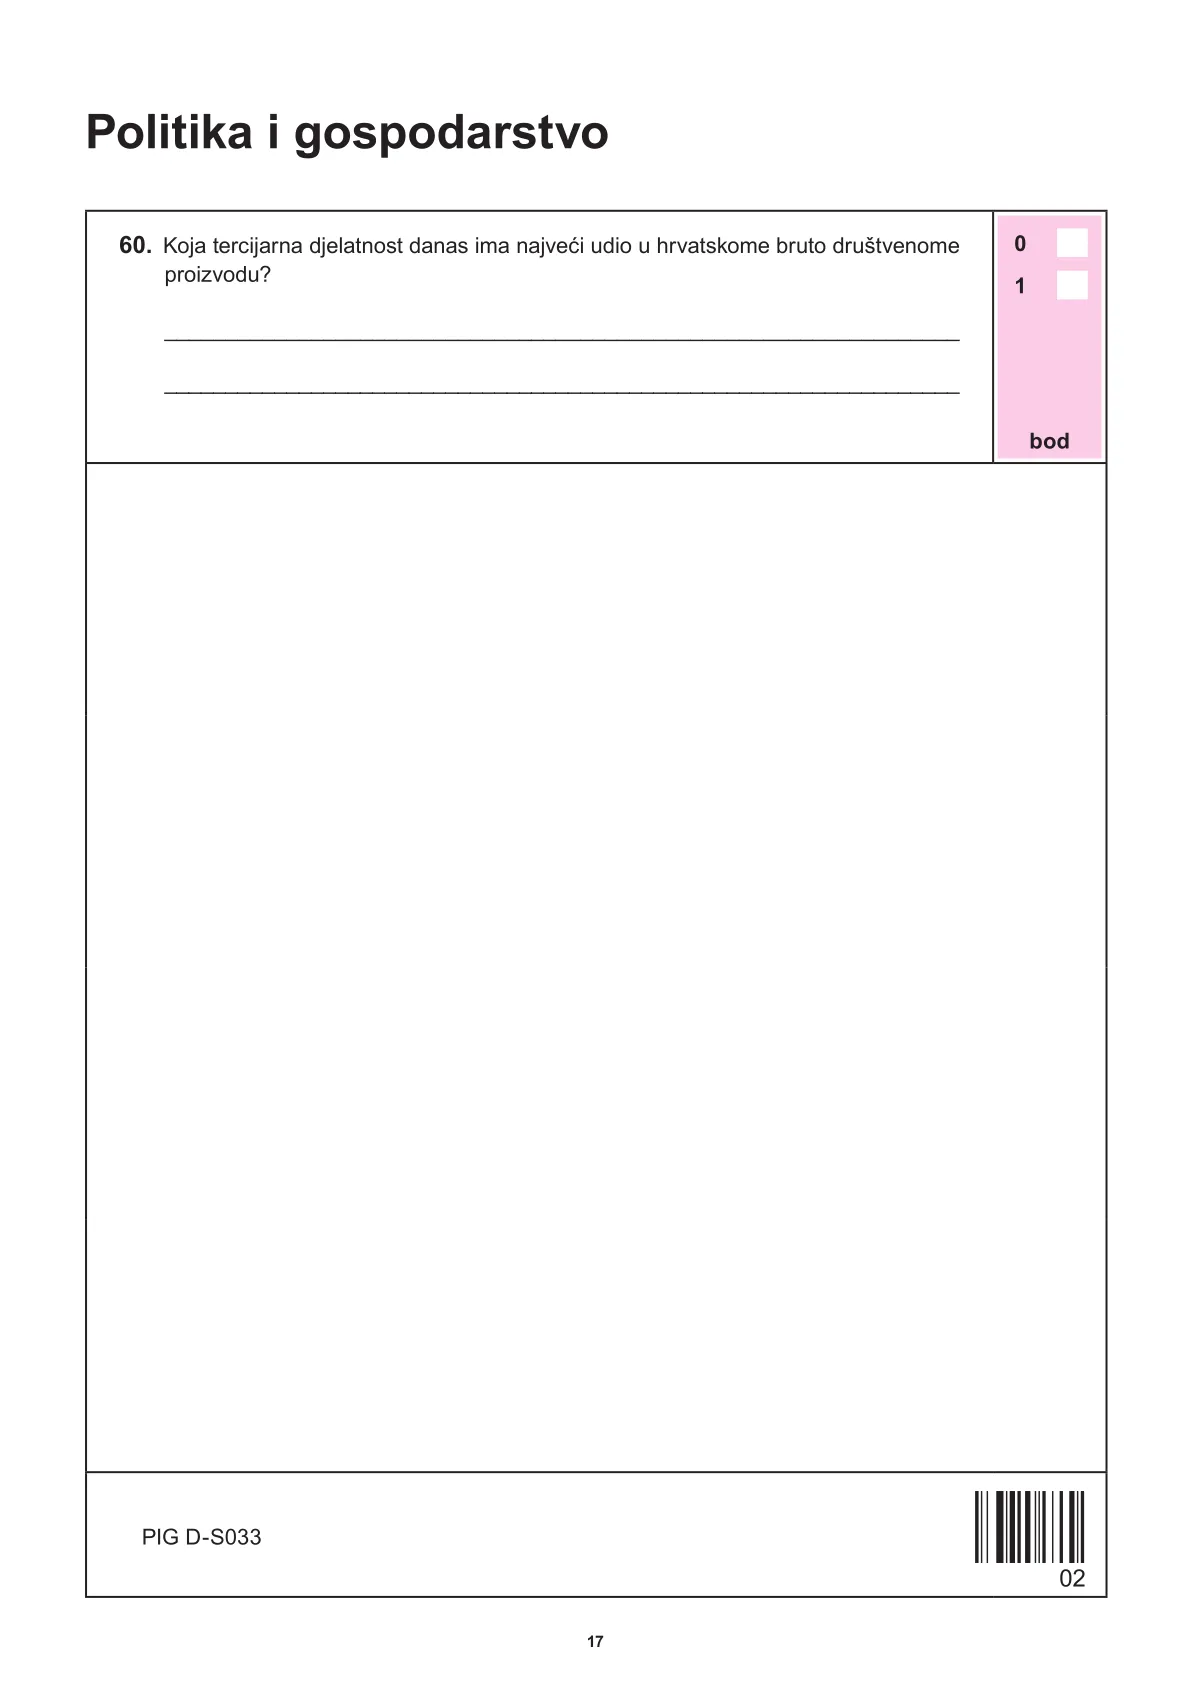 Politika i gospodarstvo
60. Koja tercijarna djelatnost danas ima najveći udio u hrvatskome bruto društvenome
proizvodu?
0
1
bod
PIG D-S033
02
17